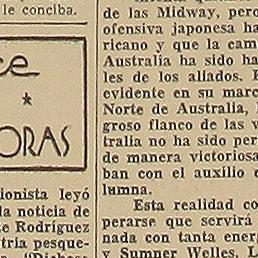 le conciba.
ce
ORAS
ionista leyó
la noticia de
te Rodríguez
tria pesque-
de las Midway, pero
ofensiva japonesa ha
ricano y que la cam
Australia ha sido ha
les de los aliados. E
evidente en su marc
Norte de Australia,
groso flanco de las v
tralia no ha sido per
de manera victoriosa
ban con el auxilio d
lumna.
Esta realidad co
perarse que servirá
nada con tanta ener
y Sumner Welles. L